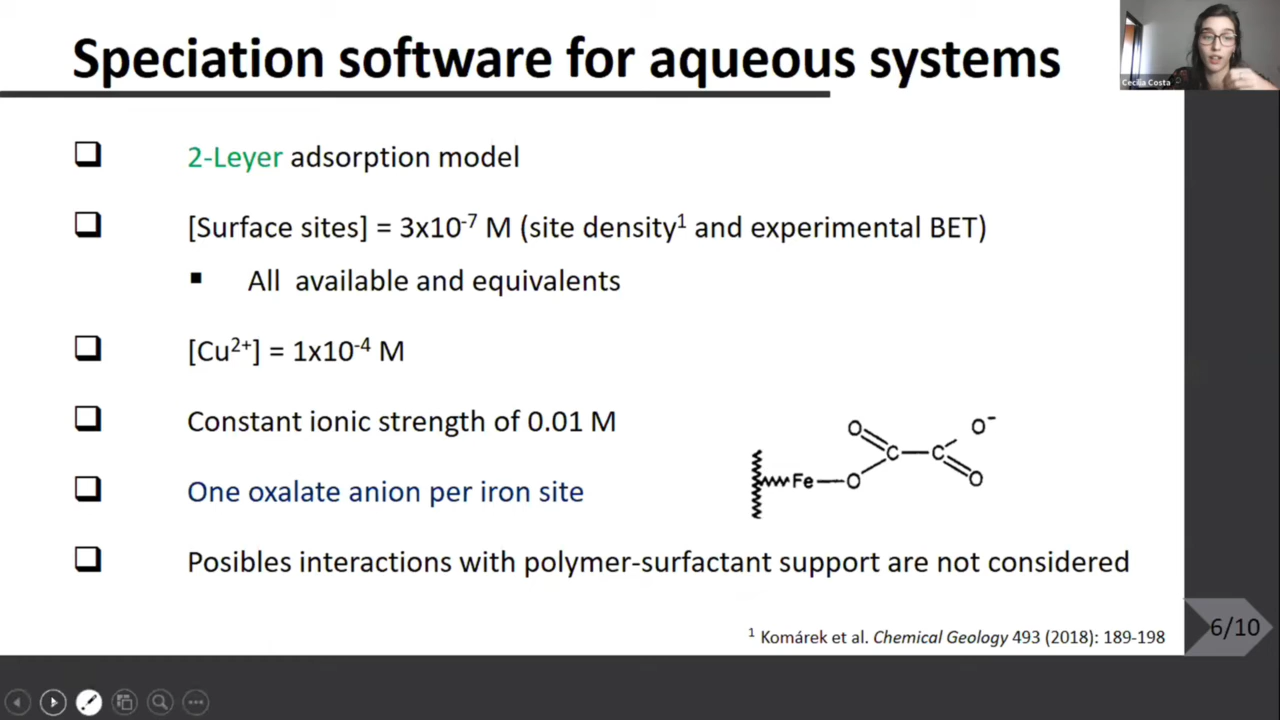 Speciation software for aqueous systems
Cecilia Costa
2-Leyer adsorption model
[Surface sites] = 3x10⁻⁷ M (site density¹ and experimental BET)
All available and equivalents
[Cu²⁺] = 1x10⁻⁴ M
Constant ionic strength of 0.01 M
One oxalate anion per iron site
O O⁻
C C
Fe O O
Posibles interactions with polymer-surfactant support are not considered
¹ Komárek et al. Chemical Geology 493 (2018): 189-198
6/10